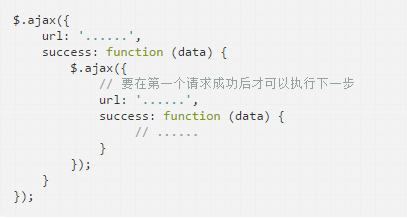 $.ajax({
    url: '......',
    success: function (data) {
        $.ajax({
            // 要在第一个请求成功后才可以执行下一步
            url: '......',
            success: function (data) {
                 // ......
            }
        });
    }
});